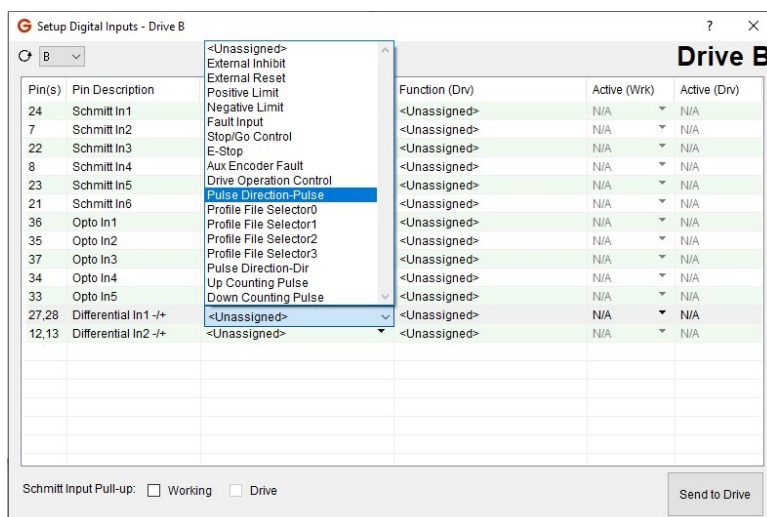 G Setup Digital Inputs - Drive B ? ×
B Drive B
Pin(s) Pin Description Function (Drv) Active (Wrk) Active (Drv)
<Unassigned>
External Inhibit
External Reset
Positive Limit
Negative Limit
Fault Input
Stop/Go Control
E-Stop
Aux Encoder Fault
Drive Operation Control
Pulse Direction-Pulse
Profile File Selector0
Profile File Selector1
Profile File Selector2
Profile File Selector3
Pulse Direction-Dir
Up Counting Pulse
Down Counting Pulse
24 Schmitt In1 <Unassigned> N/A N/A
7 Schmitt In2 <Unassigned> N/A N/A
22 Schmitt In3 <Unassigned> N/A N/A
8 Schmitt In4 <Unassigned> N/A N/A
23 Schmitt In5 <Unassigned> N/A N/A
21 Schmitt In6 <Unassigned> N/A N/A
36 Opto In1 <Unassigned> N/A N/A
35 Opto In2 <Unassigned> N/A N/A
37 Opto In3 <Unassigned> N/A N/A
34 Opto In4 <Unassigned> N/A N/A
33 Opto In5 <Unassigned> N/A N/A
27,28 Differential In1 -/+ <Unassigned> <Unassigned> N/A N/A
12,13 Differential In2 -/+ <Unassigned> <Unassigned> N/A N/A
Schmitt Input Pull-up: Working Drive Send to Drive